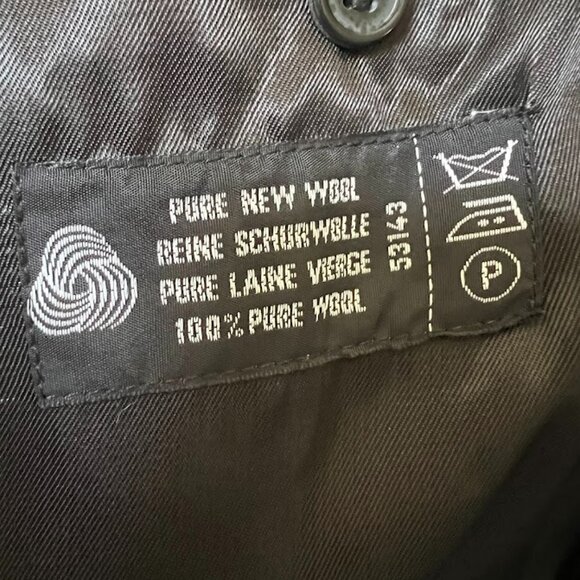 PURE NEW WOOL
REINE SCHURWOLLE
PURE LAINE VIERGE
100% PURE WOOL
53143
P